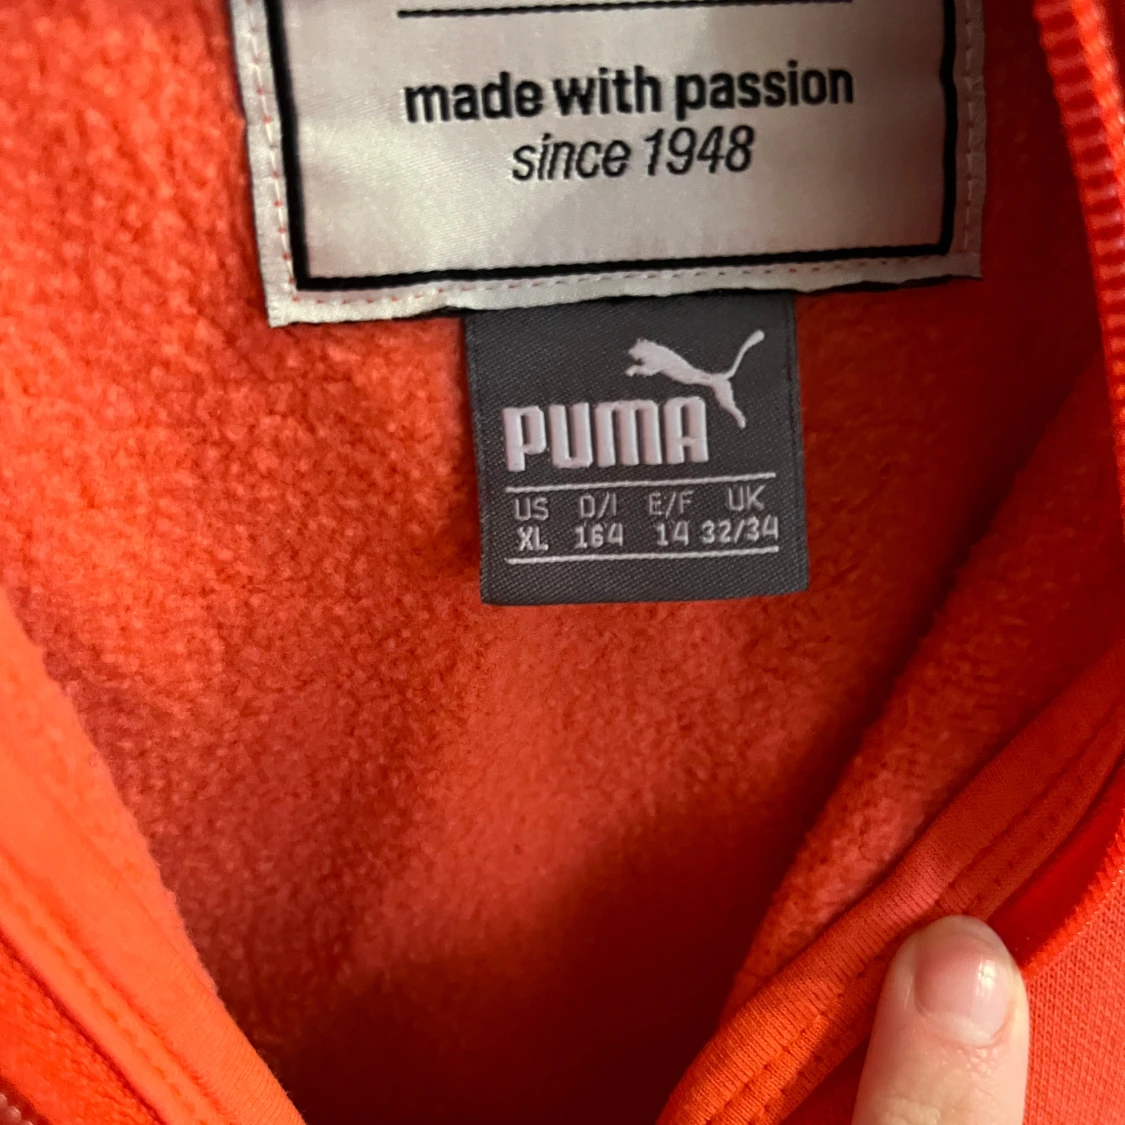 made with passion
since 1948
PUMA
US D/I E/F UK
XL 164 14 32/34